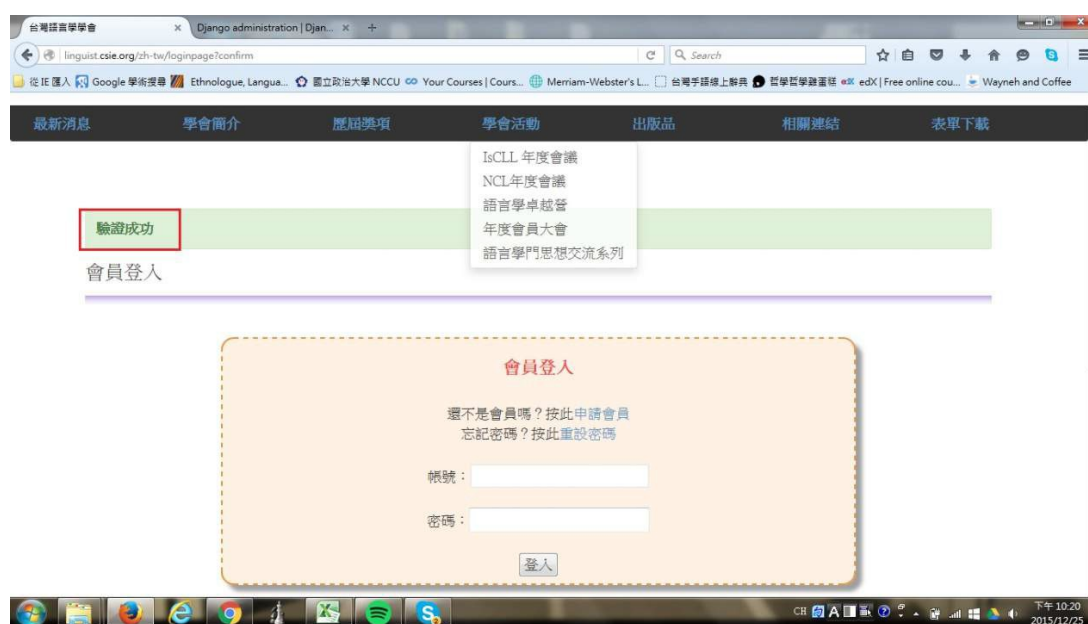 台灣語言學學會
Django administration | Djan...
linguist.csie.org/zh-tw/loginpage?confirm
Search
Google 學術搜尋 Ethnologue, Langua... 國立政治大學 NCCU Your Courses | Cours... Merriam-Webster's L... 台灣手語線上辭典 哲學哲學雞蛋糕 edX | Free online cou... Wayneh and Coffee
最新消息 學會簡介 歷屆獎項 學會活動 出版品 相關連結 表單下載
IsCLL 年度會議
NCL年度會議
語言學卓越營
年度會員大會
語言學門思想交流系列
驗證成功
會員登入
會員登入
還不是會員嗎？按此申請會員
忘記密碼？按此重設密碼
帳號：
密碼：
登入
CH
下午 10:20
2015/12/25